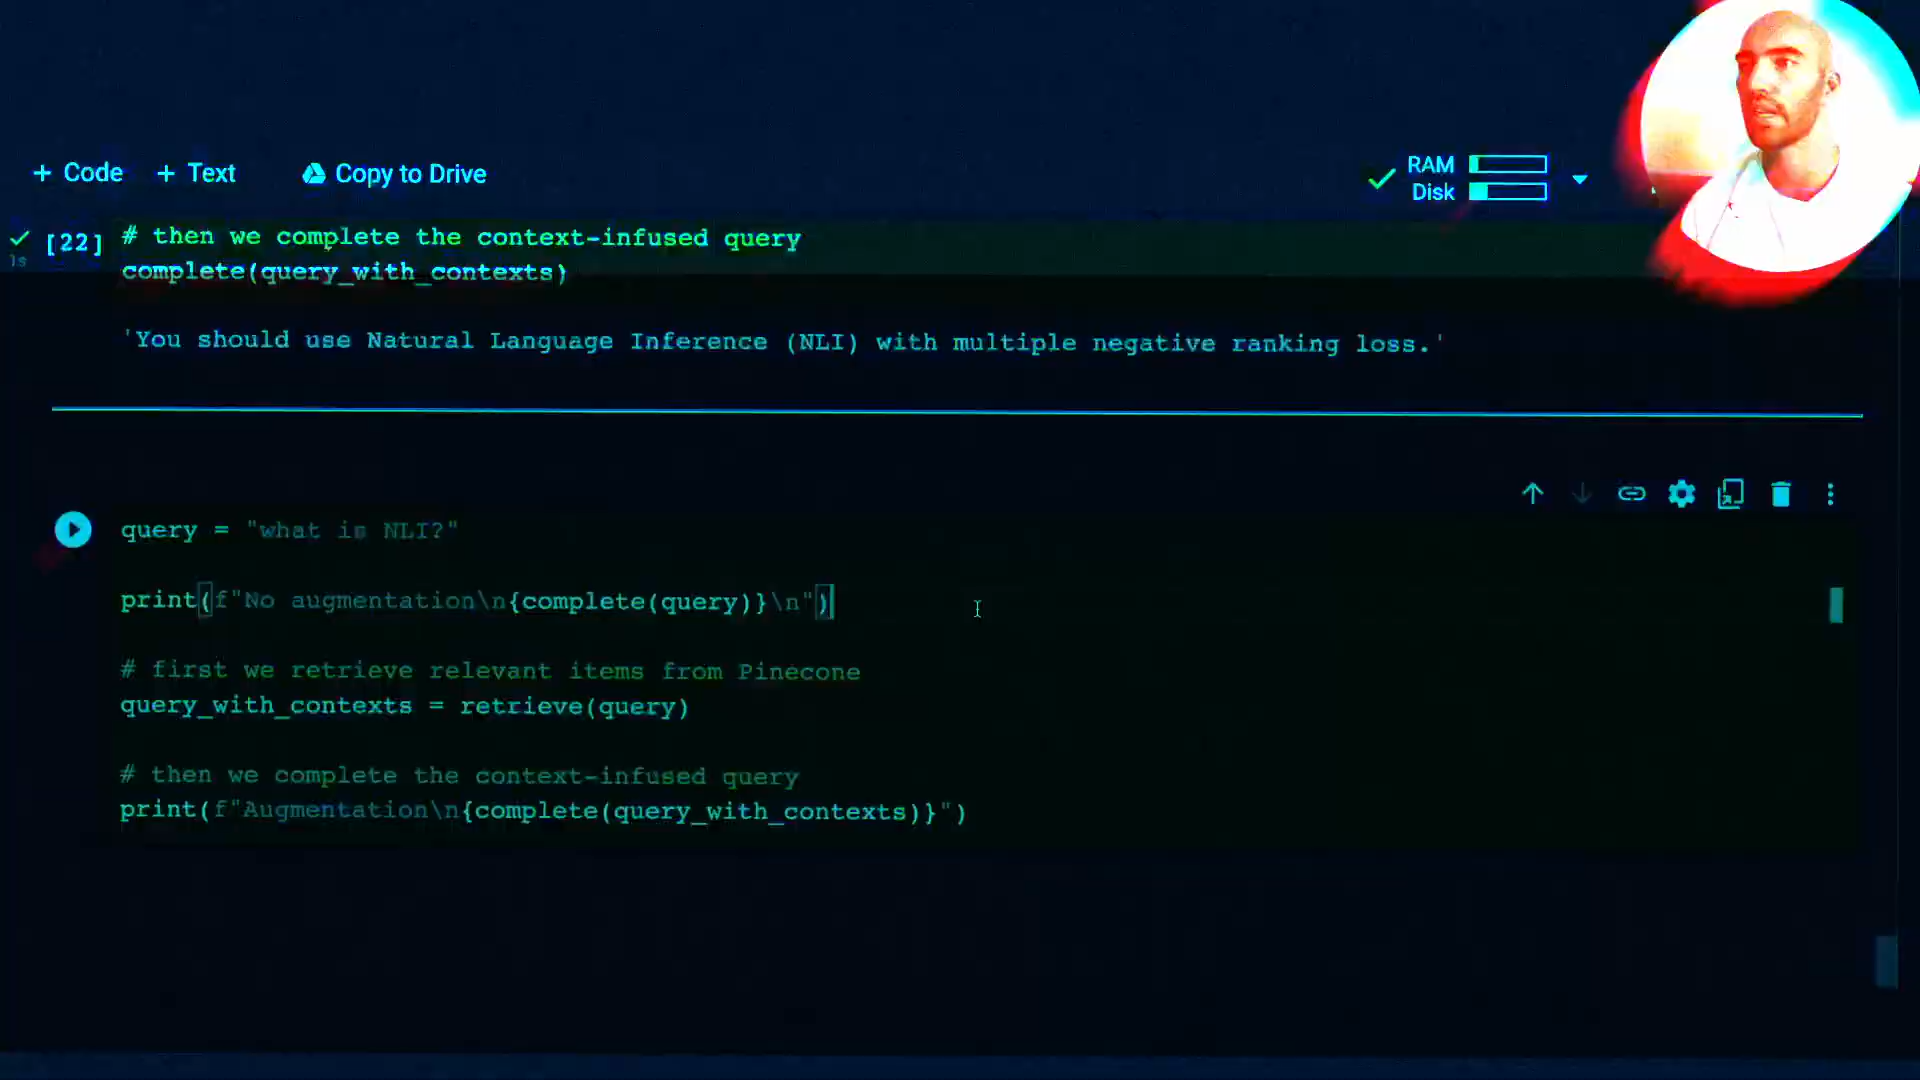 + Code + Text Copy to Drive
RAM
Disk
[22] # then we complete the context-infused query
1s
complete(query_with_contexts)
'You should use Natural Language Inference (NLI) with multiple negative ranking loss.'
query = "what is NLI?"
print(f"No augmentation\n{complete(query)}\n")
# first we retrieve relevant items from Pinecone
query_with_contexts = retrieve(query)
# then we complete the context-infused query
print(f"Augmentation\n{complete(query_with_contexts)}")